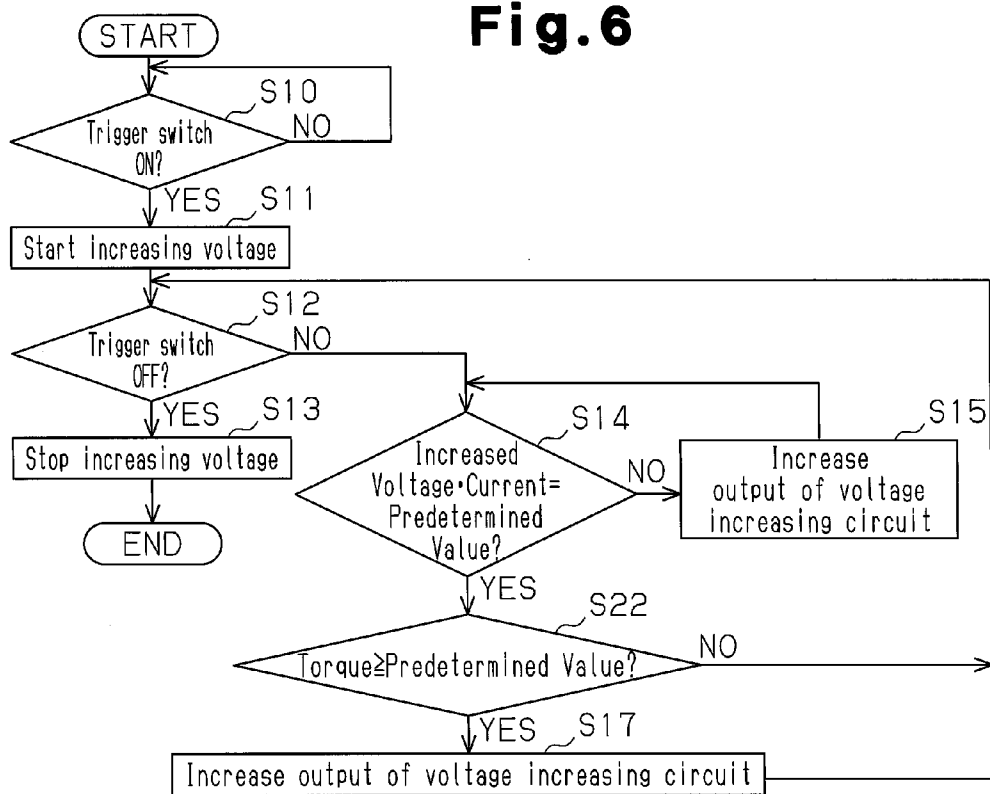 Fig.6
START
S10
Trigger switch
ON?
NO
YES
S11
Start increasing voltage
S12
Trigger switch
OFF?
NO
YES
S13
Stop increasing voltage
END
S14
Increased
Voltage·Current=
Predetermined
Value?
NO
S15
Increase
output of voltage
increasing circuit
YES
S22
Torque≧Predetermined Value?
NO
YES
S17
Increase output of voltage increasing circuit